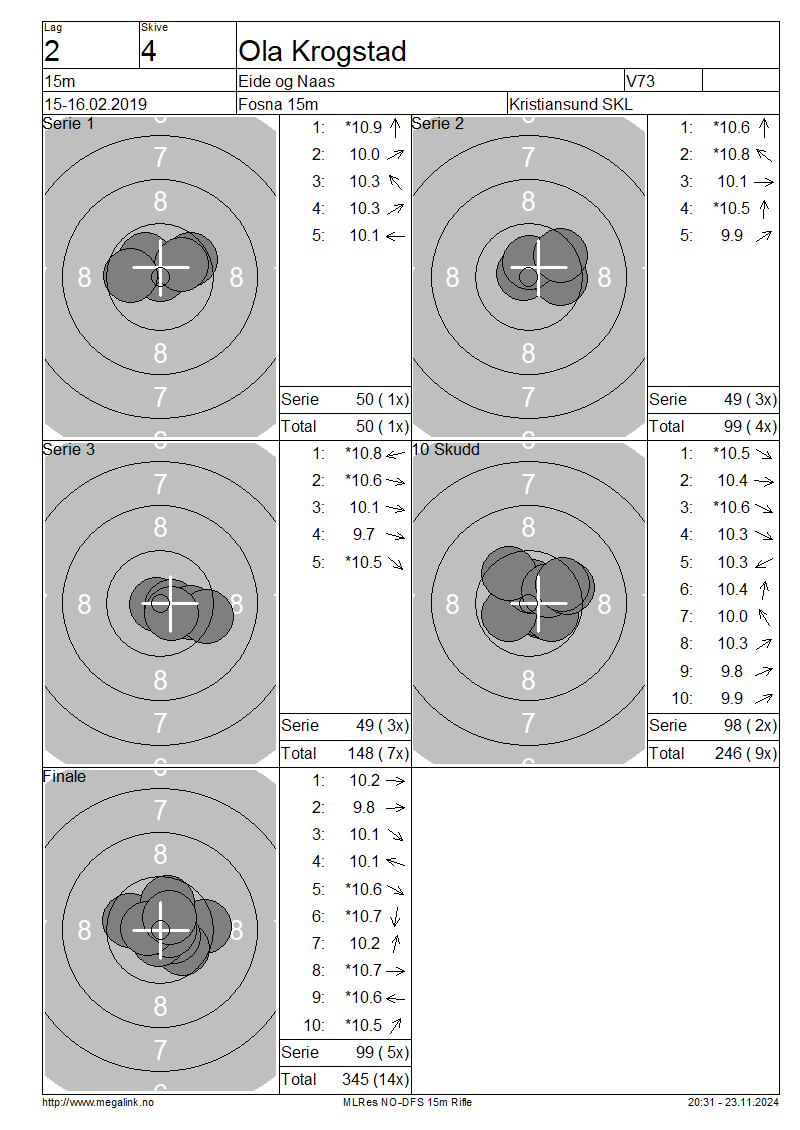 Lag
Skive
2
4
Ola Krogstad
15m
Eide og Naas
V73
15-16.02.2019
Fosna 15m
Kristiansund SKL
Serie 1
7
8
8
8
8
7
6
1: *10.9
2: 10.0
3: 10.3
4: 10.3
5: 10.1
Serie 50 ( 1x)
Total 50 ( 1x)
Serie 2
7
8
8
8
8
7
6
1: *10.6
2: *10.8
3: 10.1
4: *10.5
5: 9.9
Serie 49 ( 3x)
Total 99 ( 4x)
Serie 3
7
8
8
8
8
7
6
1: *10.8
2: *10.6
3: 10.1
4: 9.7
5: *10.5
Serie 49 ( 3x)
Total 148 ( 7x)
10 Skudd
7
8
8
8
8
7
6
1: *10.5
2: 10.4
3: *10.6
4: 10.3
5: 10.3
6: 10.4
7: 10.0
8: 10.3
9: 9.8
10: 9.9
Serie 98 ( 2x)
Total 246 ( 9x)
Finale
7
8
8
8
8
7
6
1: 10.2
2: 9.8
3: 10.1
4: 10.1
5: *10.6
6: *10.7
7: 10.2
8: *10.7
9: *10.6
10: *10.5
Serie 99 ( 5x)
Total 345 (14x)
http://www.megalink.no
MLRes NO-DFS 15m Rifle
20:31 - 23.11.2024